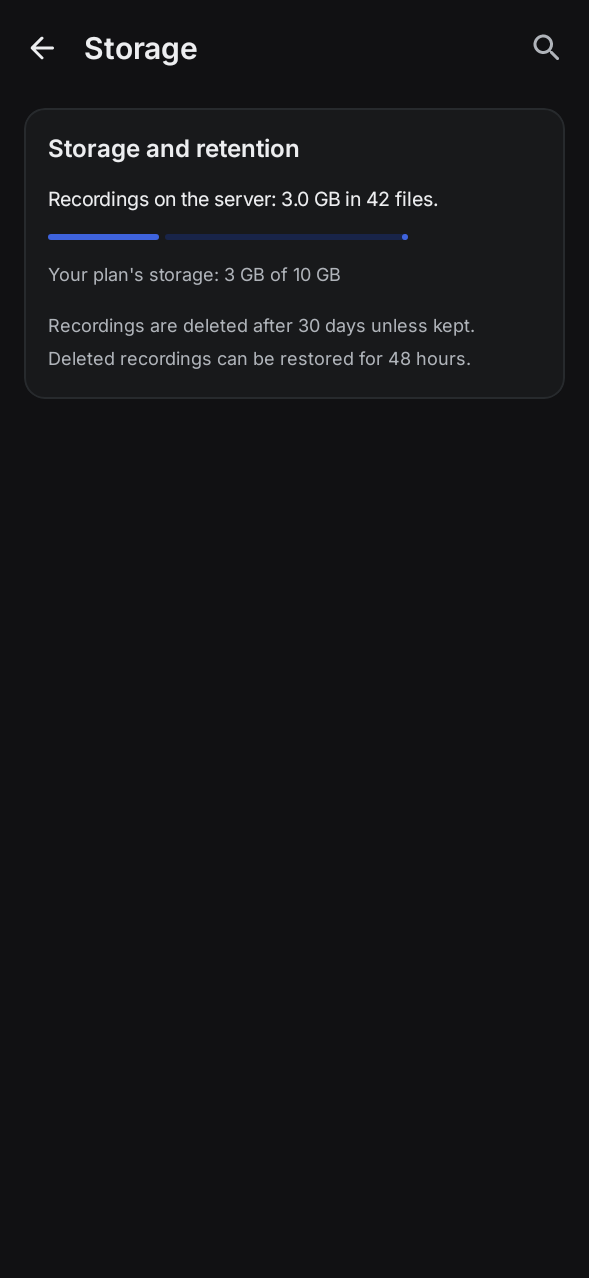 Storage
Storage and retention
Recordings on the server: 3.0 GB in 42 files.
Your plan's storage: 3 GB of 10 GB
Recordings are deleted after 30 days unless kept.
Deleted recordings can be restored for 48 hours.